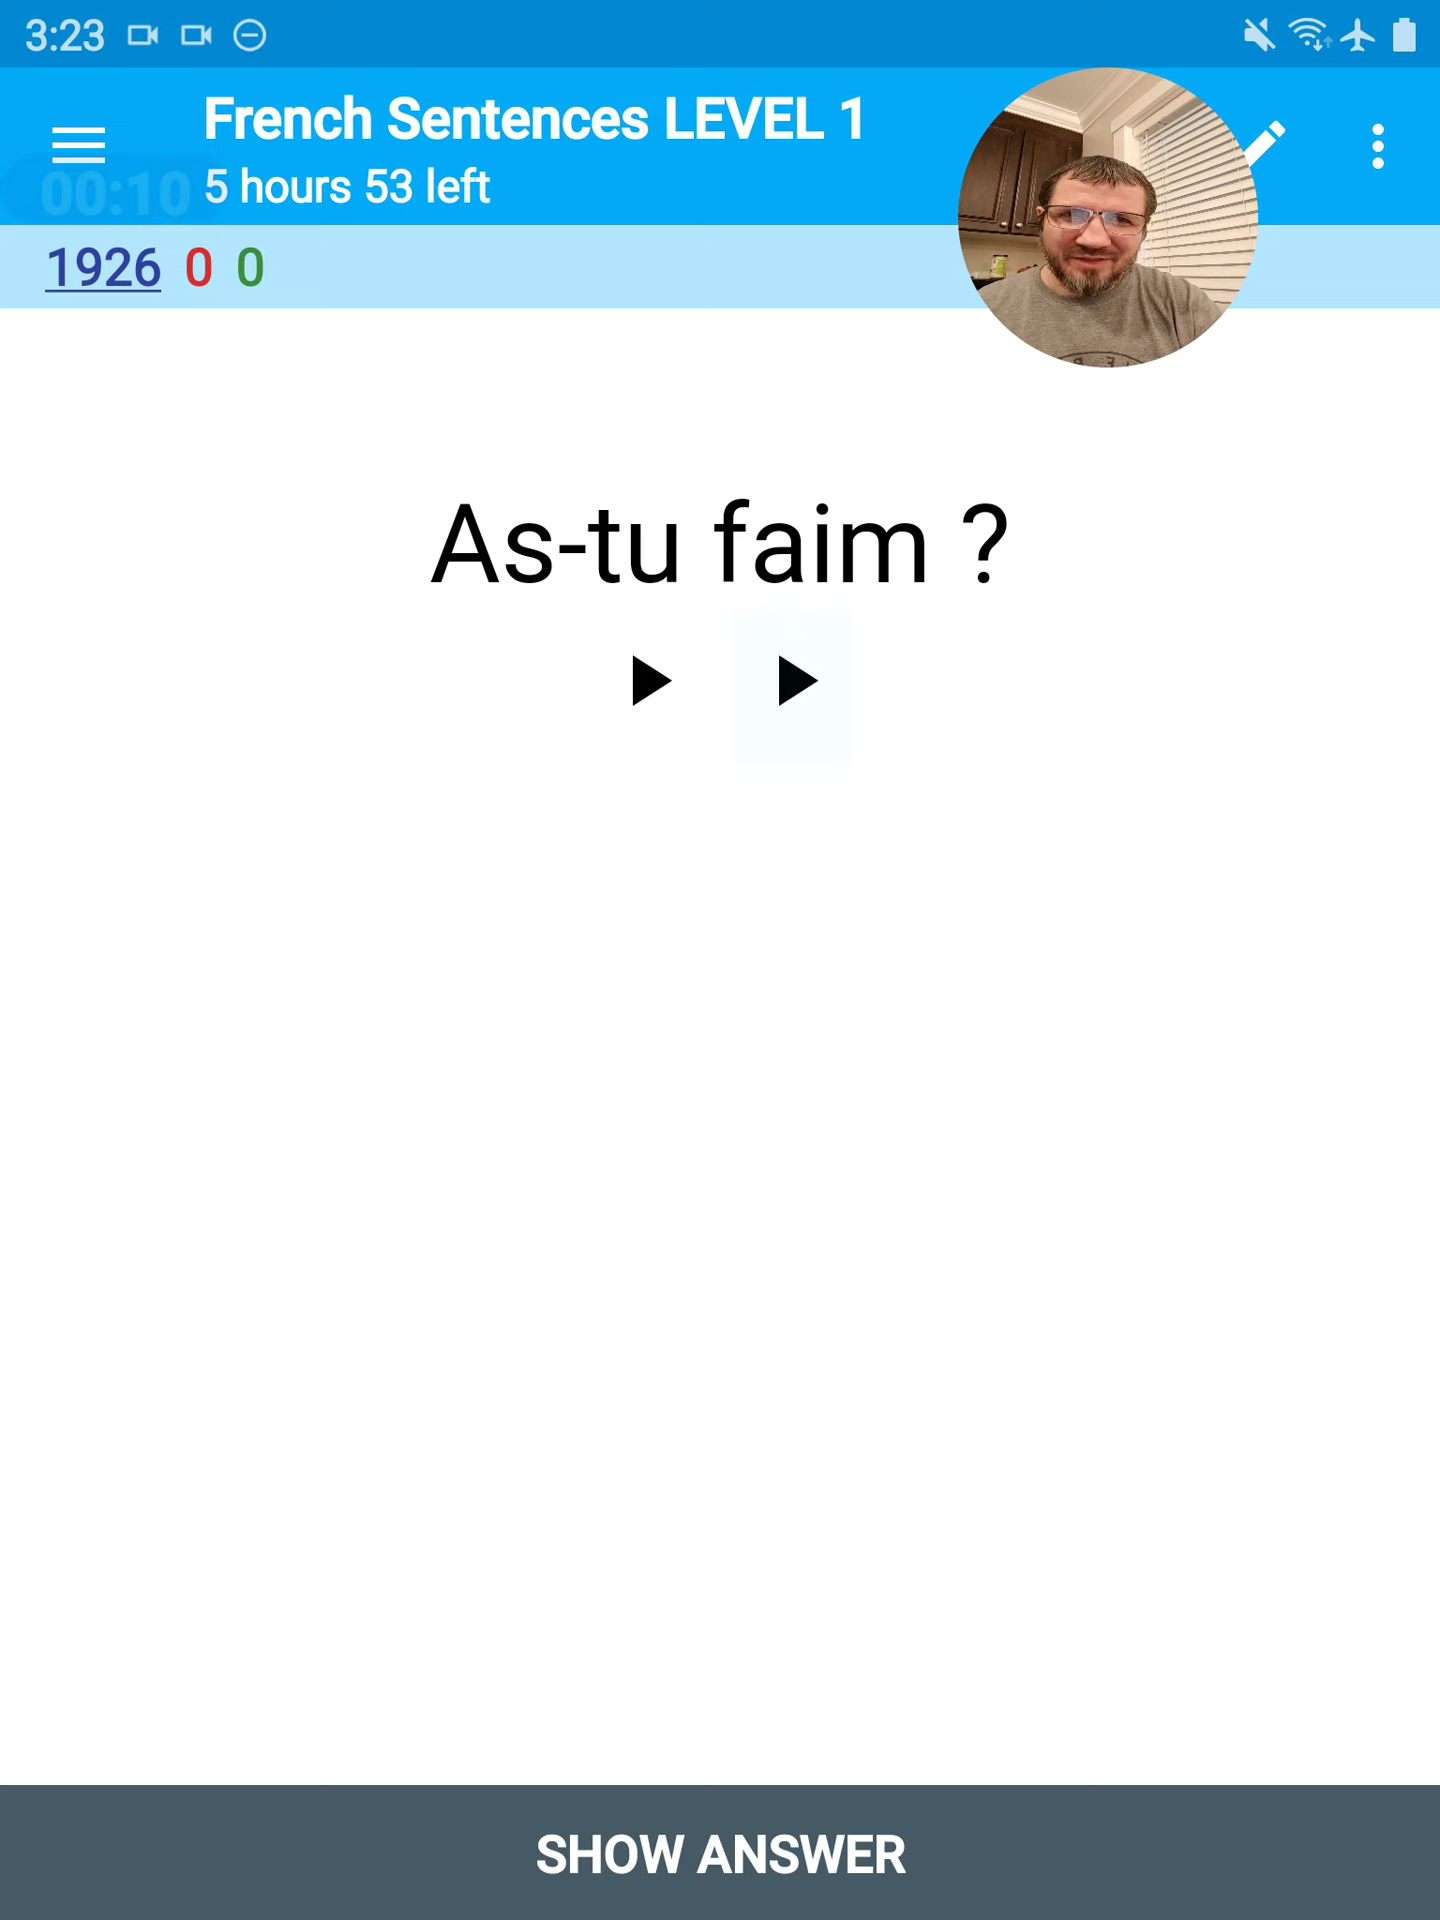 3:23
French Sentences LEVEL 1
00:10
5 hours 53 left
1926 0 0
As-tu faim ?
SHOW ANSWER